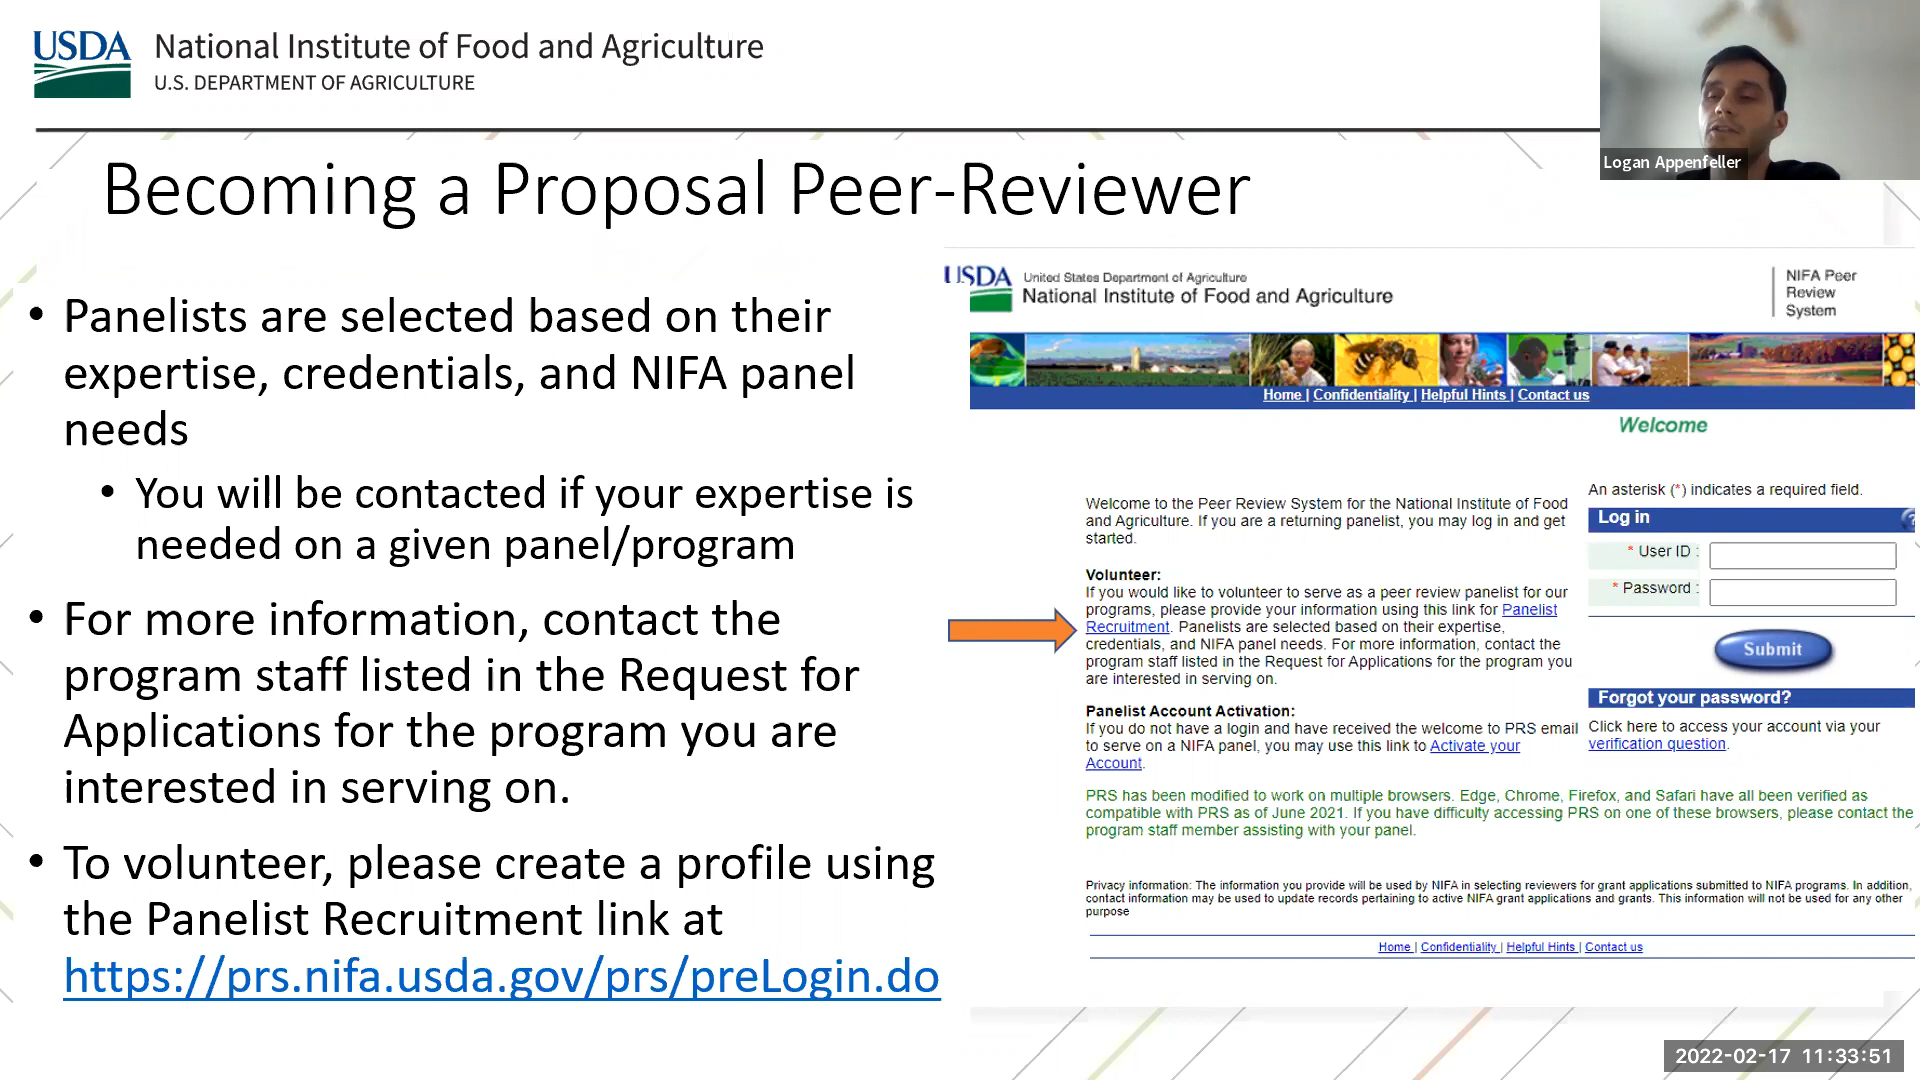 USDA
National Institute of Food and Agriculture
U.S. DEPARTMENT OF AGRICULTURE
Logan Appenfeller
Becoming a Proposal Peer-Reviewer
• Panelists are selected based on their
expertise, credentials, and NIFA panel
needs
• You will be contacted if your expertise is
needed on a given panel/program
• For more information, contact the
program staff listed in the Request for
Applications for the program you are
interested in serving on.
• To volunteer, please create a profile using
the Panelist Recruitment link at
https://prs.nifa.usda.gov/prs/preLogin.do
USDA
United States Department of Agriculture
National Institute of Food and Agriculture
NIFA Peer
Review
System
Home | Confidentiality | Helpful Hints | Contact us
Welcome
Welcome to the Peer Review System for the National Institute of Food
and Agriculture. If you are a returning panelist, you may log in and get
started.
Volunteer:
If you would like to volunteer to serve as a peer review panelist for our
programs, please provide your information using this link for Panelist
Recruitment. Panelists are selected based on their expertise,
credentials, and NIFA panel needs. For more information, contact the
program staff listed in the Request for Applications for the program you
are interested in serving on.
Panelist Account Activation:
If you do not have a login and have received the welcome to PRS email
to serve on a NIFA panel, you may use this link to Activate your
Account.
An asterisk (*) indicates a required field.
Log in
?
* User ID :
* Password :
Submit
Forgot your password?
Click here to access your account via your
verification question.
PRS has been modified to work on multiple browsers. Edge, Chrome, Firefox, and Safari have all been verified as
compatible with PRS as of June 2021. If you have difficulty accessing PRS on one of these browsers, please contact the
program staff member assisting with your panel.
Privacy information: The information you provide will be used by NIFA in selecting reviewers for grant applications submitted to NIFA programs. In addition,
contact information may be used to update records pertaining to active NIFA grant applications and grants. This information will not be used for any other
purpose
Home | Confidentiality | Helpful Hints | Contact us
2022-02-17 11:33:51